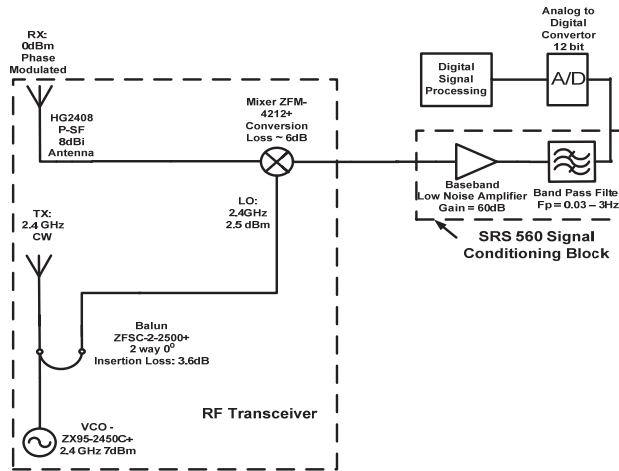 RX:
0dBm
Phase
Modulated
HG2408
P-SF
8dBi
Antenna
TX:
2.4 GHz
CW
Mixer ZFM-
4212+
Conversion
Loss ~ 6dB
LO:
2.4GHz
2.5 dBm
Balun
ZFSC-2-2500+
2 way 0⁰
Insertion Loss: 3.6dB
VCO -
ZX95-2450C+
2.4 GHz 7dBm
RF Transceiver
Analog to
Digital
Convertor
12 bit
Digital
Signal
Processing
A/D
Baseband
Low Noise Amplifier
Gain = 60dB
Band Pass Filte
Fp = 0.03 – 3Hz
SRS 560 Signal
Conditioning Block